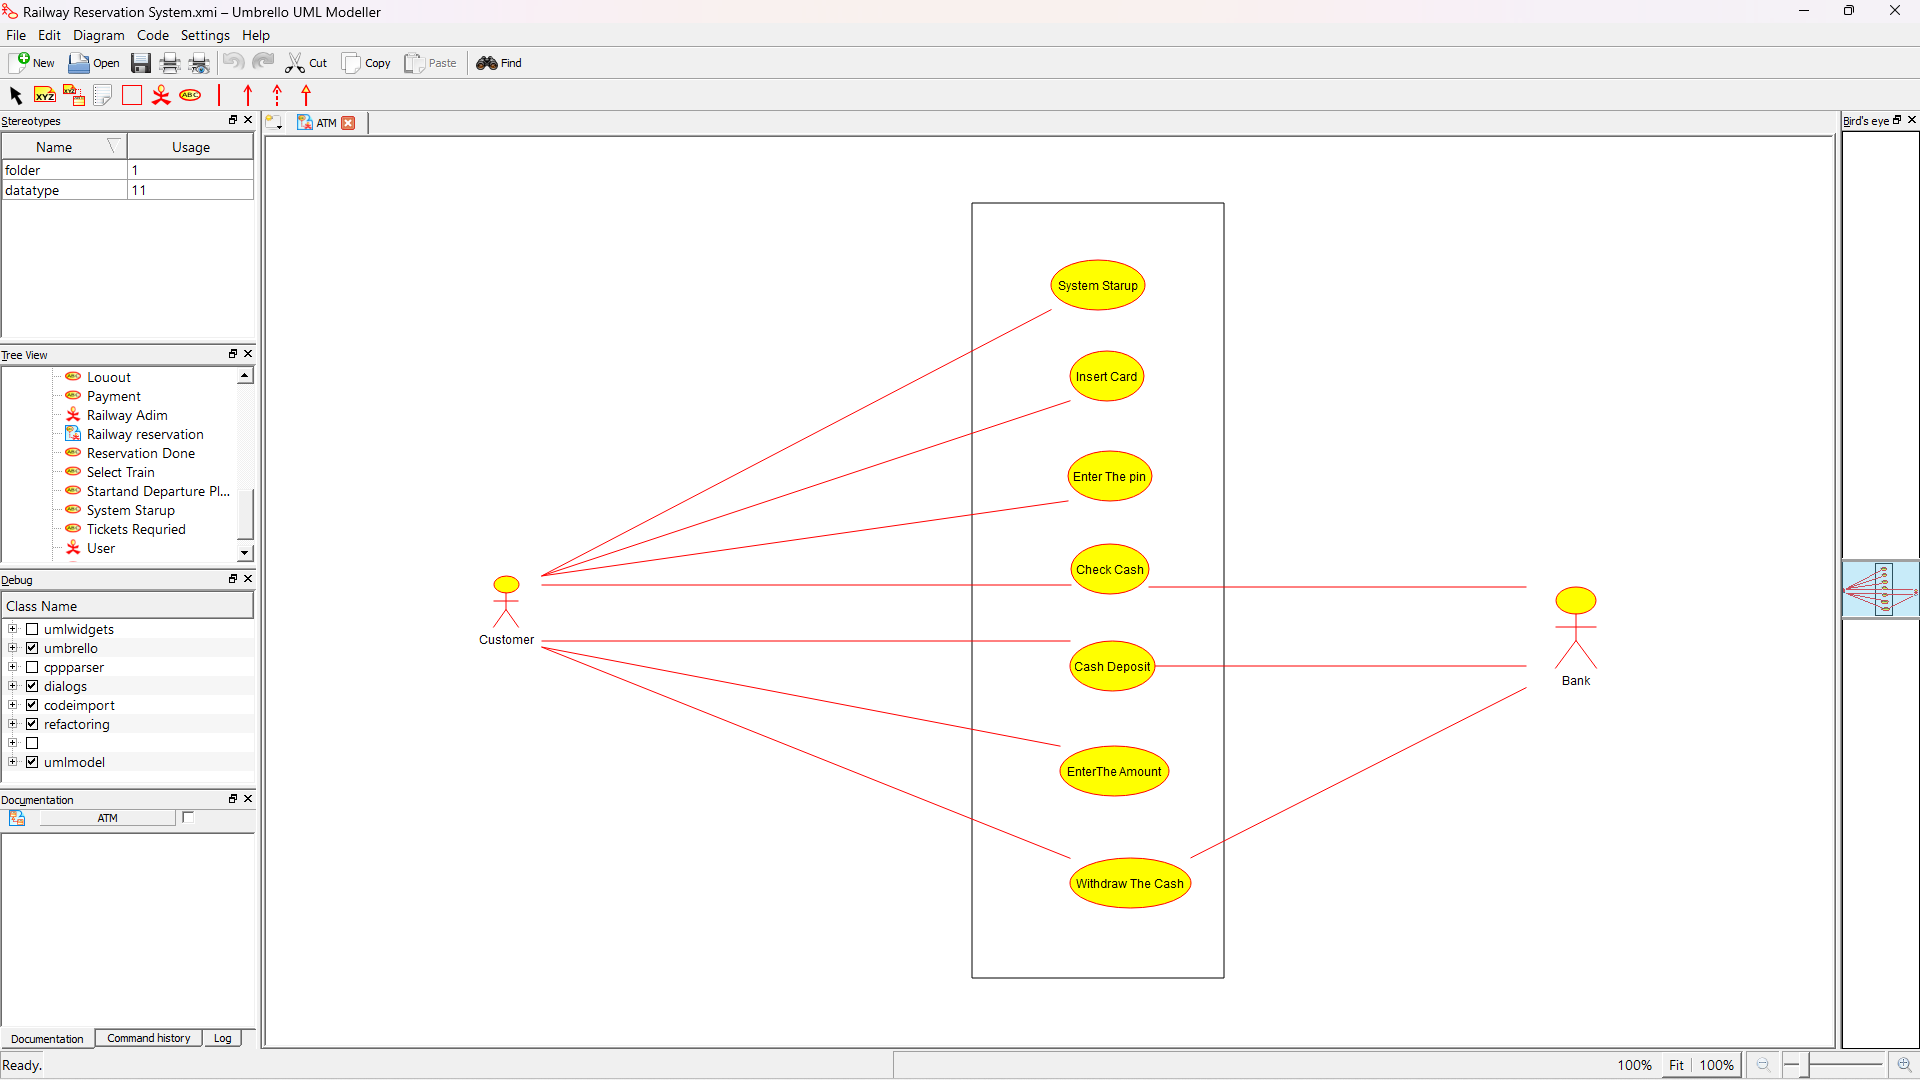 Railway Reservation System.xmi – Umbrello UML Modeller
File Edit Diagram Code Settings Help
New Open Cut Copy Paste Find
XYZ XYZ ABC
Stereotypes
Name Usage
folder 1
datatype 11
Tree View
Louout
Payment
Railway Adim
Railway reservation
Reservation Done
Select Train
Startand Departure Pl...
System Starup
Tickets Requried
User
Debug
Class Name
umlwidgets
umbrello
cppparser
dialogs
codeimport
refactoring
umlmodel
Documentation
ATM
Documentation Command history Log
Ready.
ATM
System Starup
Insert Card
Enter The pin
Check Cash
Customer
Cash Deposit
Bank
EnterThe Amount
Withdraw The Cash
Bird's eye
100% Fit 100%